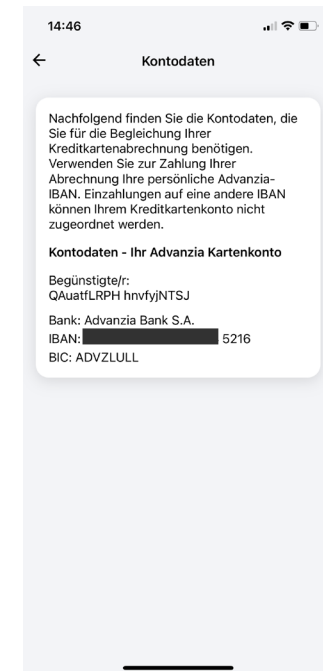 14:46
Kontodaten
Nachfolgend finden Sie die Kontodaten, die
Sie für die Begleichung Ihrer
Kreditkartenabrechnung benötigen.
Verwenden Sie zur Zahlung Ihrer
Abrechnung Ihre persönliche Advanzia-
IBAN. Einzahlungen auf eine andere IBAN
können Ihrem Kreditkartenkonto nicht
zugeordnet werden.
Kontodaten - Ihr Advanzia Kartenkonto
Begünstigte/r:
QAuatfLRPH hnvfyjNTSJ
Bank: Advanzia Bank S.A.
IBAN: 5216
BIC: ADVZLULL